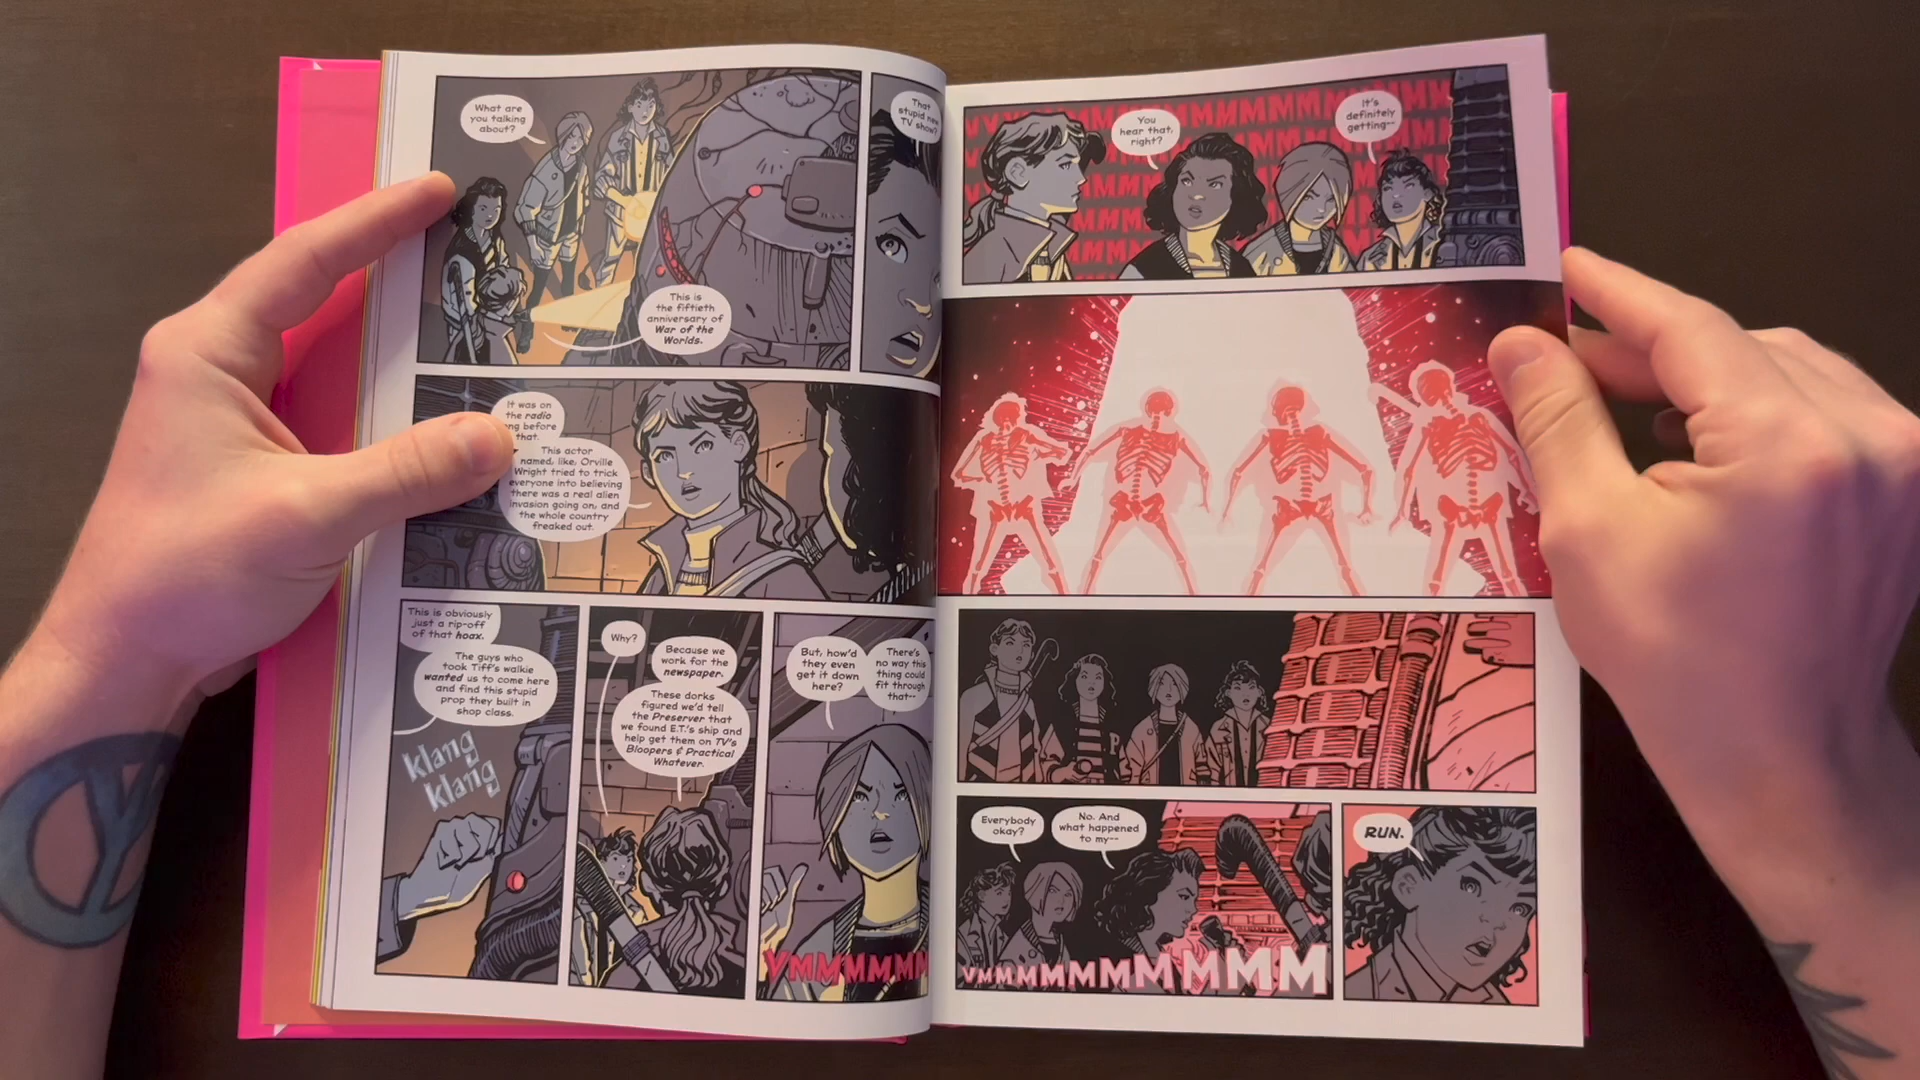 What are
you talking
about?
This is
the fiftieth
anniversary of
War of the
Worlds.
That
stupid new
TV show?
It was on
the radio
ng before
that.
This actor
named, like, Orville
Wright tried to trick
everyone into believing
there was a real alien
invasion going on, and
the whole country
freaked out.
This is obviously
just a rip-off
of that hoax.
The guys who
took Tiff's walkie
wanted us to come here
and find this stupid
prop they built in
shop class.
klang
klang
Why?
Because we
work for the
newspaper.
These dorks
figured we'd tell
the Preserver that
we found E.T.'s ship and
help get them on TV's
Bloopers & Practical
Whatever.
But, how'd
they even
get it down
here?
There's
no way this
thing could
fit through
that--
VMMMMMM
You
hear that,
right?
It's
definitely
getting--
P
Everybody
okay?
No. And
what happened
to my--
VMMMMMMMMMMM
RUN.